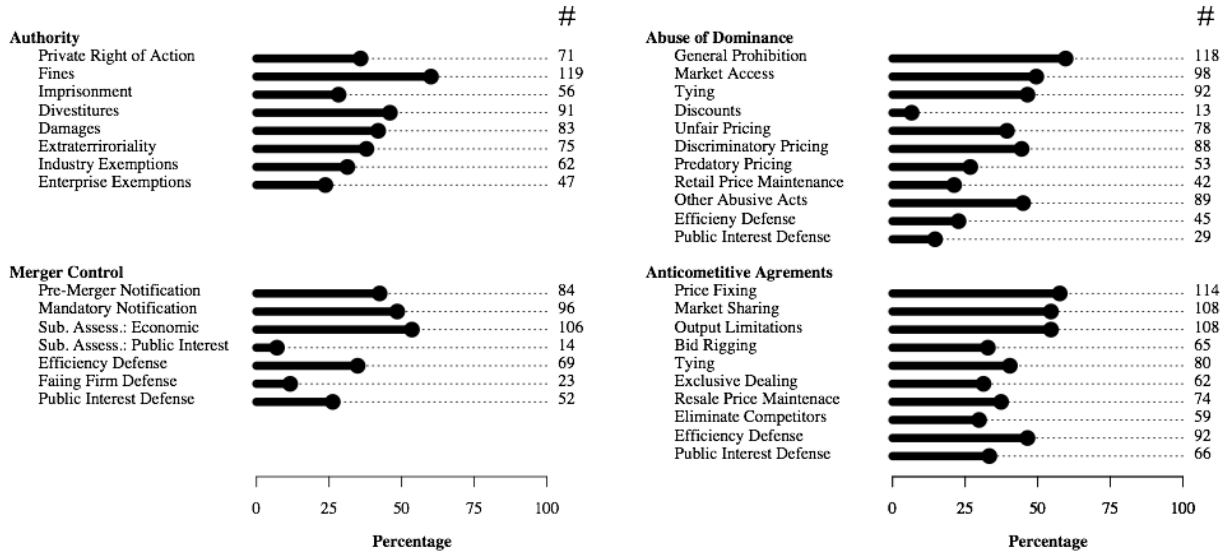 #
Authority
Private Right of Action 71
Fines 119
Imprisonment 56
Divestitures 91
Damages 83
Extraterriroriality 75
Industry Exemptions 62
Enterprise Exemptions 47
Merger Control
Pre-Merger Notification 84
Mandatory Notification 96
Sub. Assess.: Economic 106
Sub. Assess.: Public Interest 14
Efficiency Defense 69
Faiing Firm Defense 23
Public Interest Defense 52
0 25 50 75 100
Percentage
#
Abuse of Dominance
General Prohibition 118
Market Access 98
Tying 92
Discounts 13
Unfair Pricing 78
Discriminatory Pricing 88
Predatory Pricing 53
Retail Price Maintenance 42
Other Abusive Acts 89
Efficieny Defense 45
Public Interest Defense 29
Anticometitive Agrements
Price Fixing 114
Market Sharing 108
Output Limitations 108
Bid Rigging 65
Tying 80
Exclusive Dealing 62
Resale Price Maintenace 74
Eliminate Competitors 59
Efficiency Defense 92
Public Interest Defense 66
0 25 50 75 100
Percentage